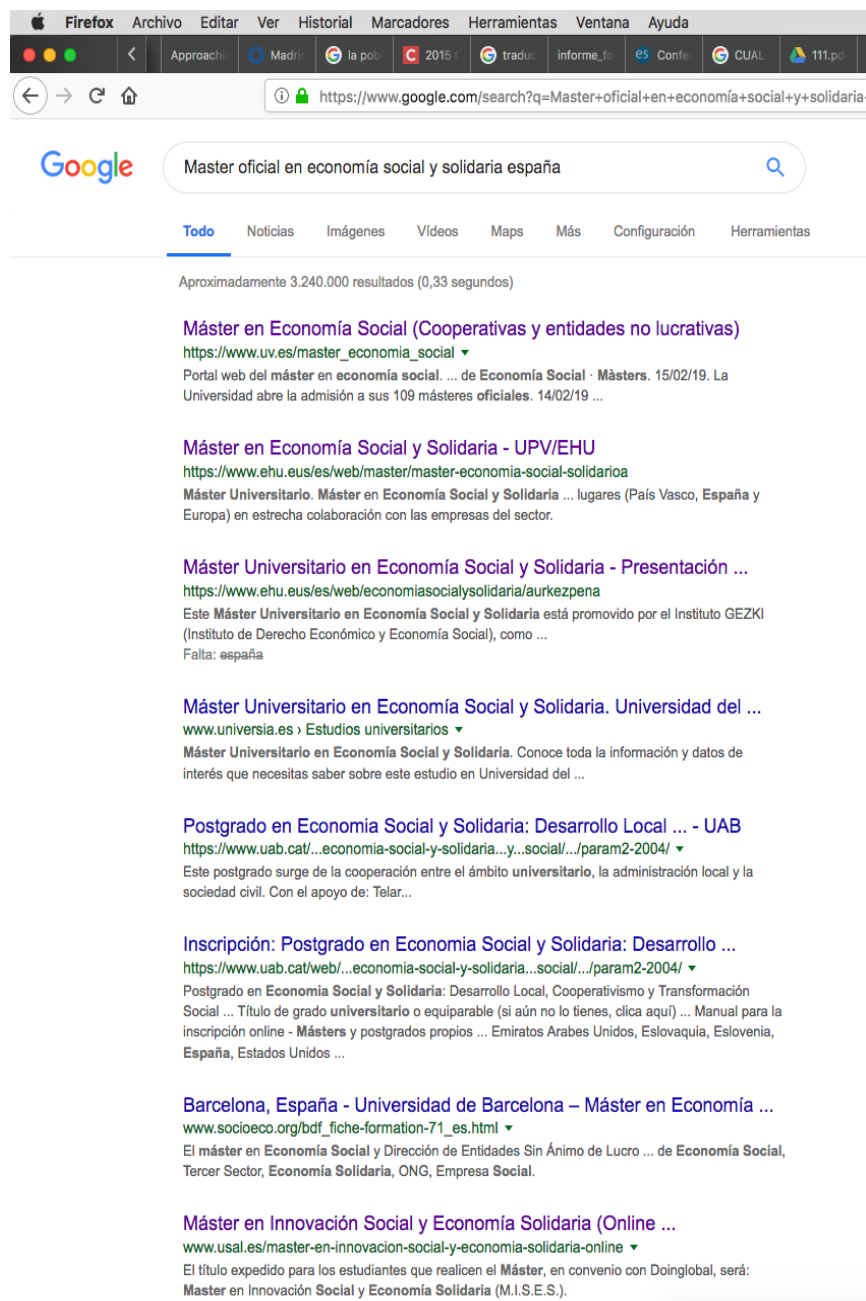 Firefox Archivo Editar Ver Historial Marcadores Herramientas Ventana Ayuda
Approachi Madri la pob 2015 traduc informe_fo es Confe CUAL 111.pd
https://www.google.com/search?q=Master+oficial+en+economía+social+y+solidaria
Google Master oficial en economía social y solidaria españa
Todo Noticias Imágenes Vídeos Maps Más Configuración Herramientas
Aproximadamente 3.240.000 resultados (0,33 segundos)
Máster en Economía Social (Cooperativas y entidades no lucrativas)
https://www.uv.es/master_economia_social
Portal web del máster en economía social. ... de Economía Social · Màsters. 15/02/19. La
Universidad abre la admisión a sus 109 másteres oficiales. 14/02/19 ...
Máster en Economía Social y Solidaria - UPV/EHU
https://www.ehu.eus/es/web/master/master-economia-social-solidarioa
Máster Universitario. Máster en Economía Social y Solidaria ... lugares (País Vasco, España y
Europa) en estrecha colaboración con las empresas del sector.
Máster Universitario en Economía Social y Solidaria - Presentación ...
https://www.ehu.eus/es/web/economiasocialysolidaria/aurkezpena
Este Máster Universitario en Economía Social y Solidaria está promovido por el Instituto GEZKI
(Instituto de Derecho Económico y Economía Social), como ...
Falta: españa
Máster Universitario en Economía Social y Solidaria. Universidad del ...
www.universia.es › Estudios universitarios
Máster Universitario en Economía Social y Solidaria. Conoce toda la información y datos de
interés que necesitas saber sobre este estudio en Universidad del ...
Postgrado en Economia Social y Solidaria: Desarrollo Local ... - UAB
https://www.uab.cat/...economia-social-y-solidaria...y...social/.../param2-2004/
Este postgrado surge de la cooperación entre el ámbito universitario, la administración local y la
sociedad civil. Con el apoyo de: Telar...
Inscripción: Postgrado en Economia Social y Solidaria: Desarrollo ...
https://www.uab.cat/web/...economia-social-y-solidaria...social/.../param2-2004/
Postgrado en Economia Social y Solidaria: Desarrollo Local, Cooperativismo y Transformación
Social ... Título de grado universitario o equiparable (si aún no lo tienes, clica aquí) ... Manual para la
inscripción online - Másters y postgrados propios ... Emiratos Arabes Unidos, Eslovaquia, Eslovenia,
España, Estados Unidos ...
Barcelona, España - Universidad de Barcelona – Máster en Economía ...
www.socioeco.org/bdf_fiche-formation-71_es.html
El máster en Economía Social y Dirección de Entidades Sin Ánimo de Lucro ... de Economía Social,
Tercer Sector, Economía Solidaria, ONG, Empresa Social.
Máster en Innovación Social y Economía Solidaria (Online ...
www.usal.es/master-en-innovacion-social-y-economia-solidaria-online
El título expedido para los estudiantes que realicen el Máster, en convenio con Doinglobal, será:
Master en Innovación Social y Economía Solidaria (M.I.S.E.S.).